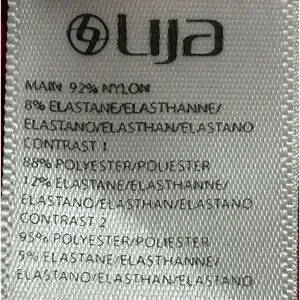 Lija
MAIN 92% NYLON
8% ELASTANE/ELASTHANNE/
ELASTANO/ELASTHAN/ELASTANO
CONTRAST 1
88% POLYESTER/POLIESTER
12% ELASTANE/ELASTHANNE/
ELASTANO/ELASTHAN/ELASTANO
CONTRAST 2
95% POLYESTER/POLIESTER
5% ELASTANE/ELASTHANNE/
ELASTANO/ELASTHAN/ELASTANO